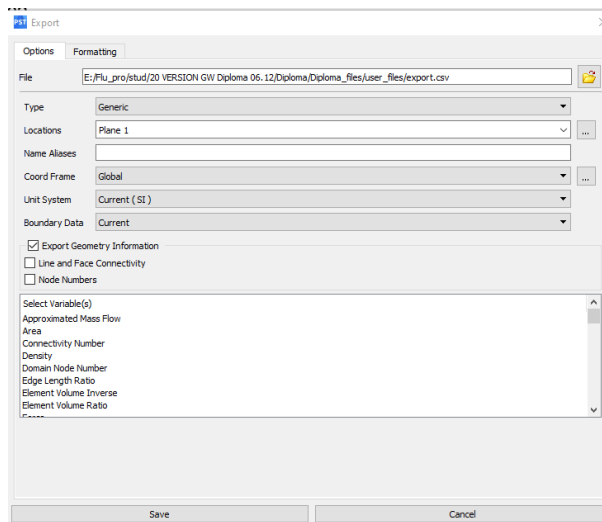 PST Export
Options Formatting
File E:/Flu_pro/stud/20 VERSION GW Diploma 06.12/Diploma/Diploma_files/user_files/export.csv
Type Generic
Locations Plane 1 ...
Name Aliases
Coord Frame Global ...
Unit System Current ( SI )
Boundary Data Current
Export Geometry Information
Line and Face Connectivity
Node Numbers
Select Variable(s)
Approximated Mass Flow
Area
Connectivity Number
Density
Domain Node Number
Edge Length Ratio
Element Volume Inverse
Element Volume Ratio
Save Cancel